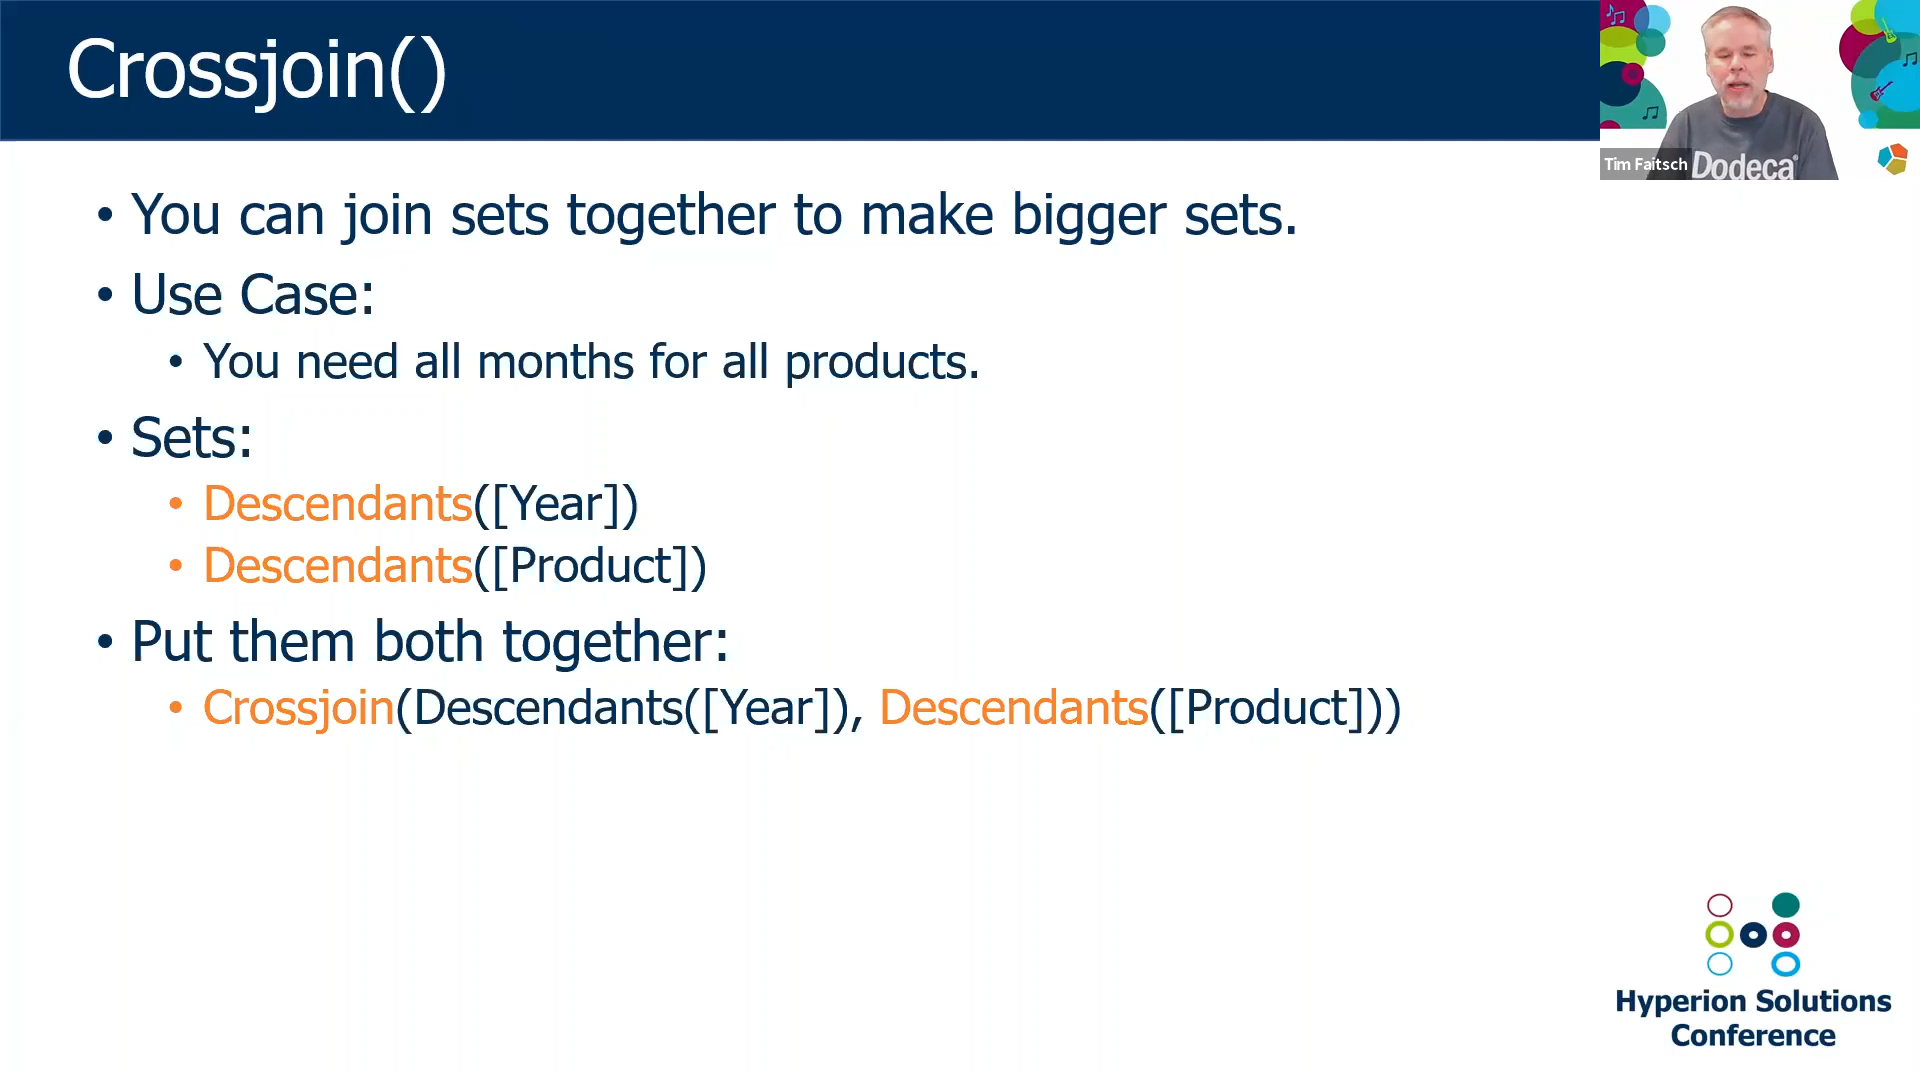 Crossjoin()
• You can join sets together to make bigger sets.
• Use Case:
• You need all months for all products.
• Sets:
• Descendants([Year])
• Descendants([Product])
• Put them both together:
• Crossjoin(Descendants([Year]), Descendants([Product]))
Tim Faitsch
Dodeca®
Hyperion Solutions
Conference